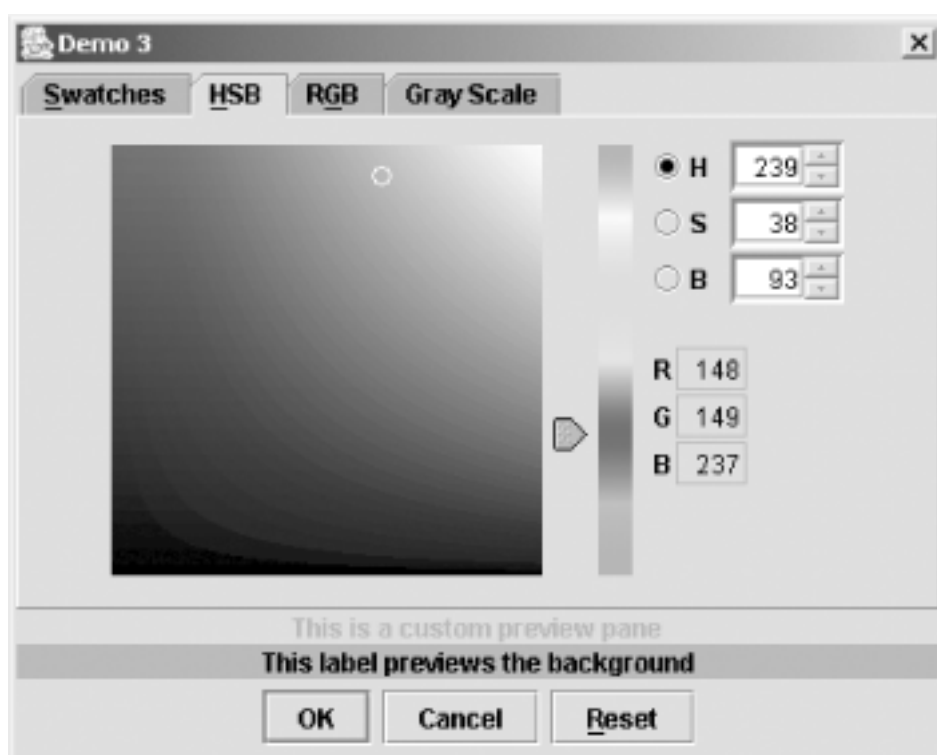 Demo 3
Swatches HSB RGB Gray Scale
H 239
S 38
B 93
R 148
G 149
B 237
This is a custom preview pane
This label previews the background
OK Cancel Reset